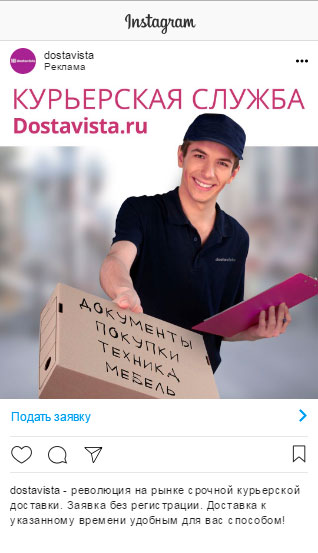 Instagram
dostavista
Реклама
КУРЬЕРСКАЯ СЛУЖБА
Dostavista.ru
dostavista
ДОКУМЕНТЫ
ПОКУПКИ
ТЕХНИКА
МЕБЕЛЬ
Подать заявку
dostavista - революция на рынке срочной курьерской
доставки. Заявка без регистрации. Доставка к
указанному времени удобным для вас способом!